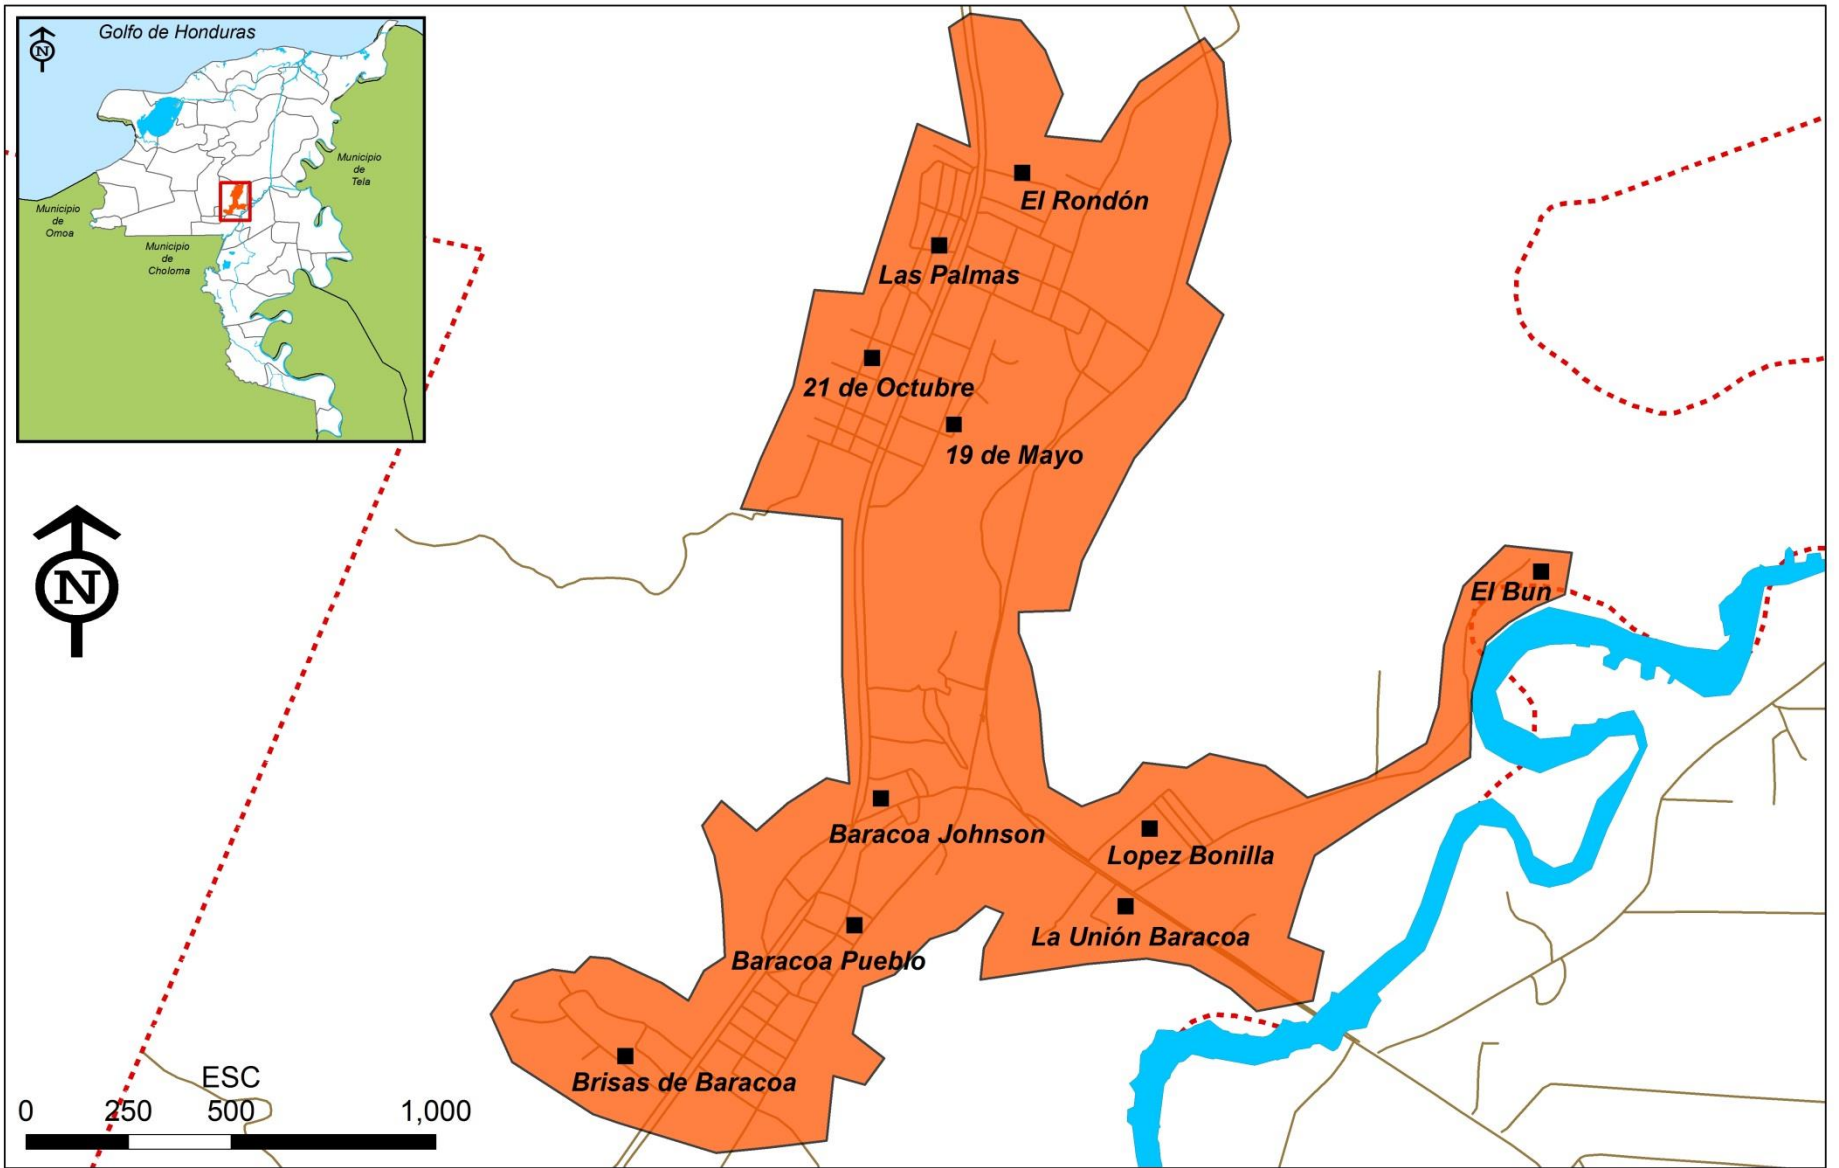 Golfo de Honduras
N
Municipio
de
Tela
Municipio
de
Omoa
Municipio
de
Choloma
El Rondón
Las Palmas
21 de Octubre
19 de Mayo
N
El Bun
Baracoa Johnson
Lopez Bonilla
La Unión Baracoa
Baracoa Pueblo
Brisas de Baracoa
ESC
0 250 500 1,000